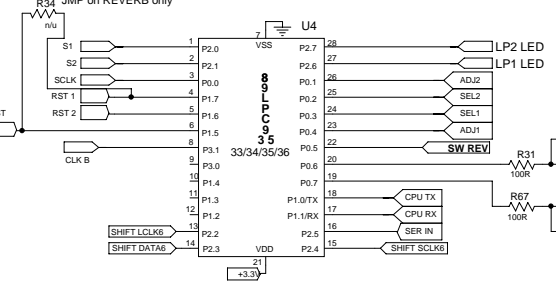 JMP on REVERB only
R34
n/u
U4
7
VSS
S1 1 P2.0 P2.7 28 LP2 LED
S2 2 P2.1 P2.6 27 LP1 LED
SCLK 3 P0.0 P0.1 26 ADJ2
RST 1 4 P1.7 P0.2 25 SEL2
RST 2 5 P1.6 P0.3 24 SEL1
ST 6 P1.5 P0.4 23 ADJ1
CLK B 8 P3.1 P0.5 22 SW REV
9 P3.0 P0.6 20 R31 100R
10 P1.4 P0.7 19 R67 100R
11 P1.3 P1.0/TX 18 CPU TX
12 P1.2 P1.1/RX 17 CPU RX
SHIFT LCLK6 13 P2.2 P2.5 16 SER IN
SHIFT DATA6 14 P2.3 P2.4 15 SHIFT SCLK6
89LPC935
33/34/35/36
VDD
21
+3.3V